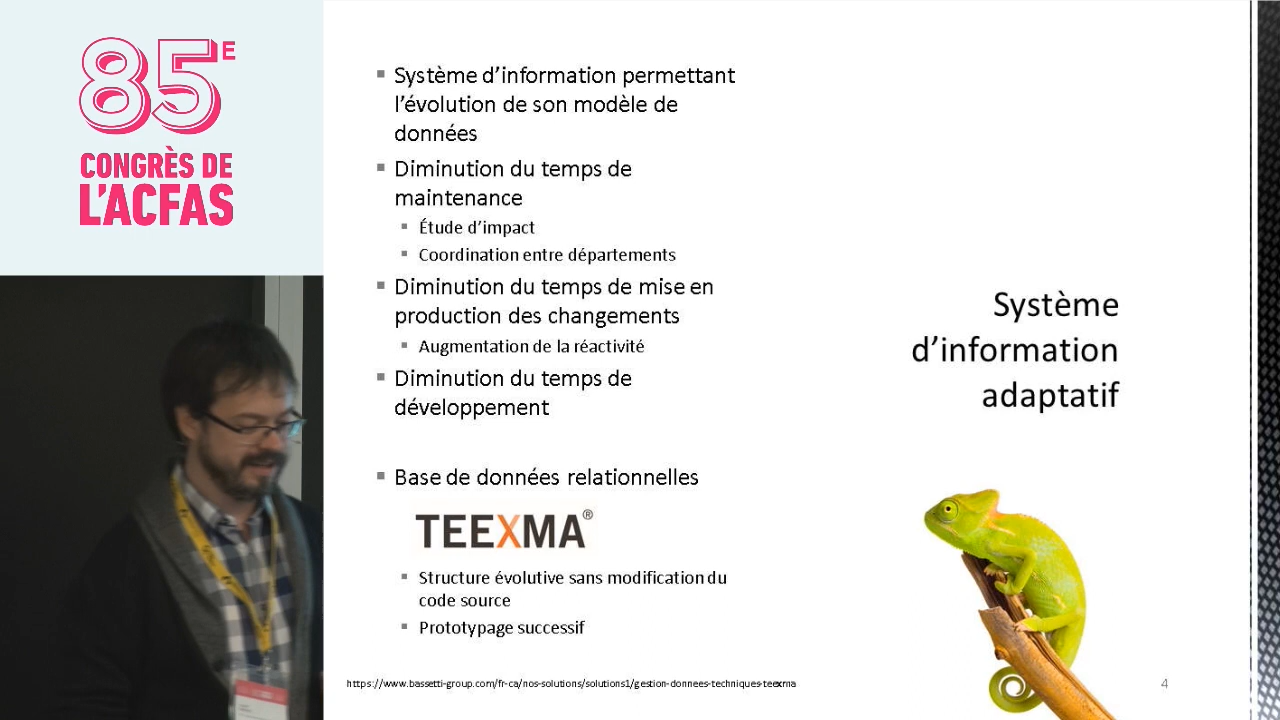 85E
CONGRÈS DE
L'ACFAS
Système d'information permettant
l'évolution de son modèle de
données
Diminution du temps de
maintenance
Étude d'impact
Coordination entre départements
Diminution du temps de mise en
production des changements
Augmentation de la réactivité
Diminution du temps de
développement
Base de données relationnelles
TEEXMA®
Structure évolutive sans modification du
code source
Prototypage successif
https://www.bassetti-group.com/fr-ca/nos-solutions/solutions1/gestion-donnees-techniques-teexma
Système
d'information
adaptatif
4